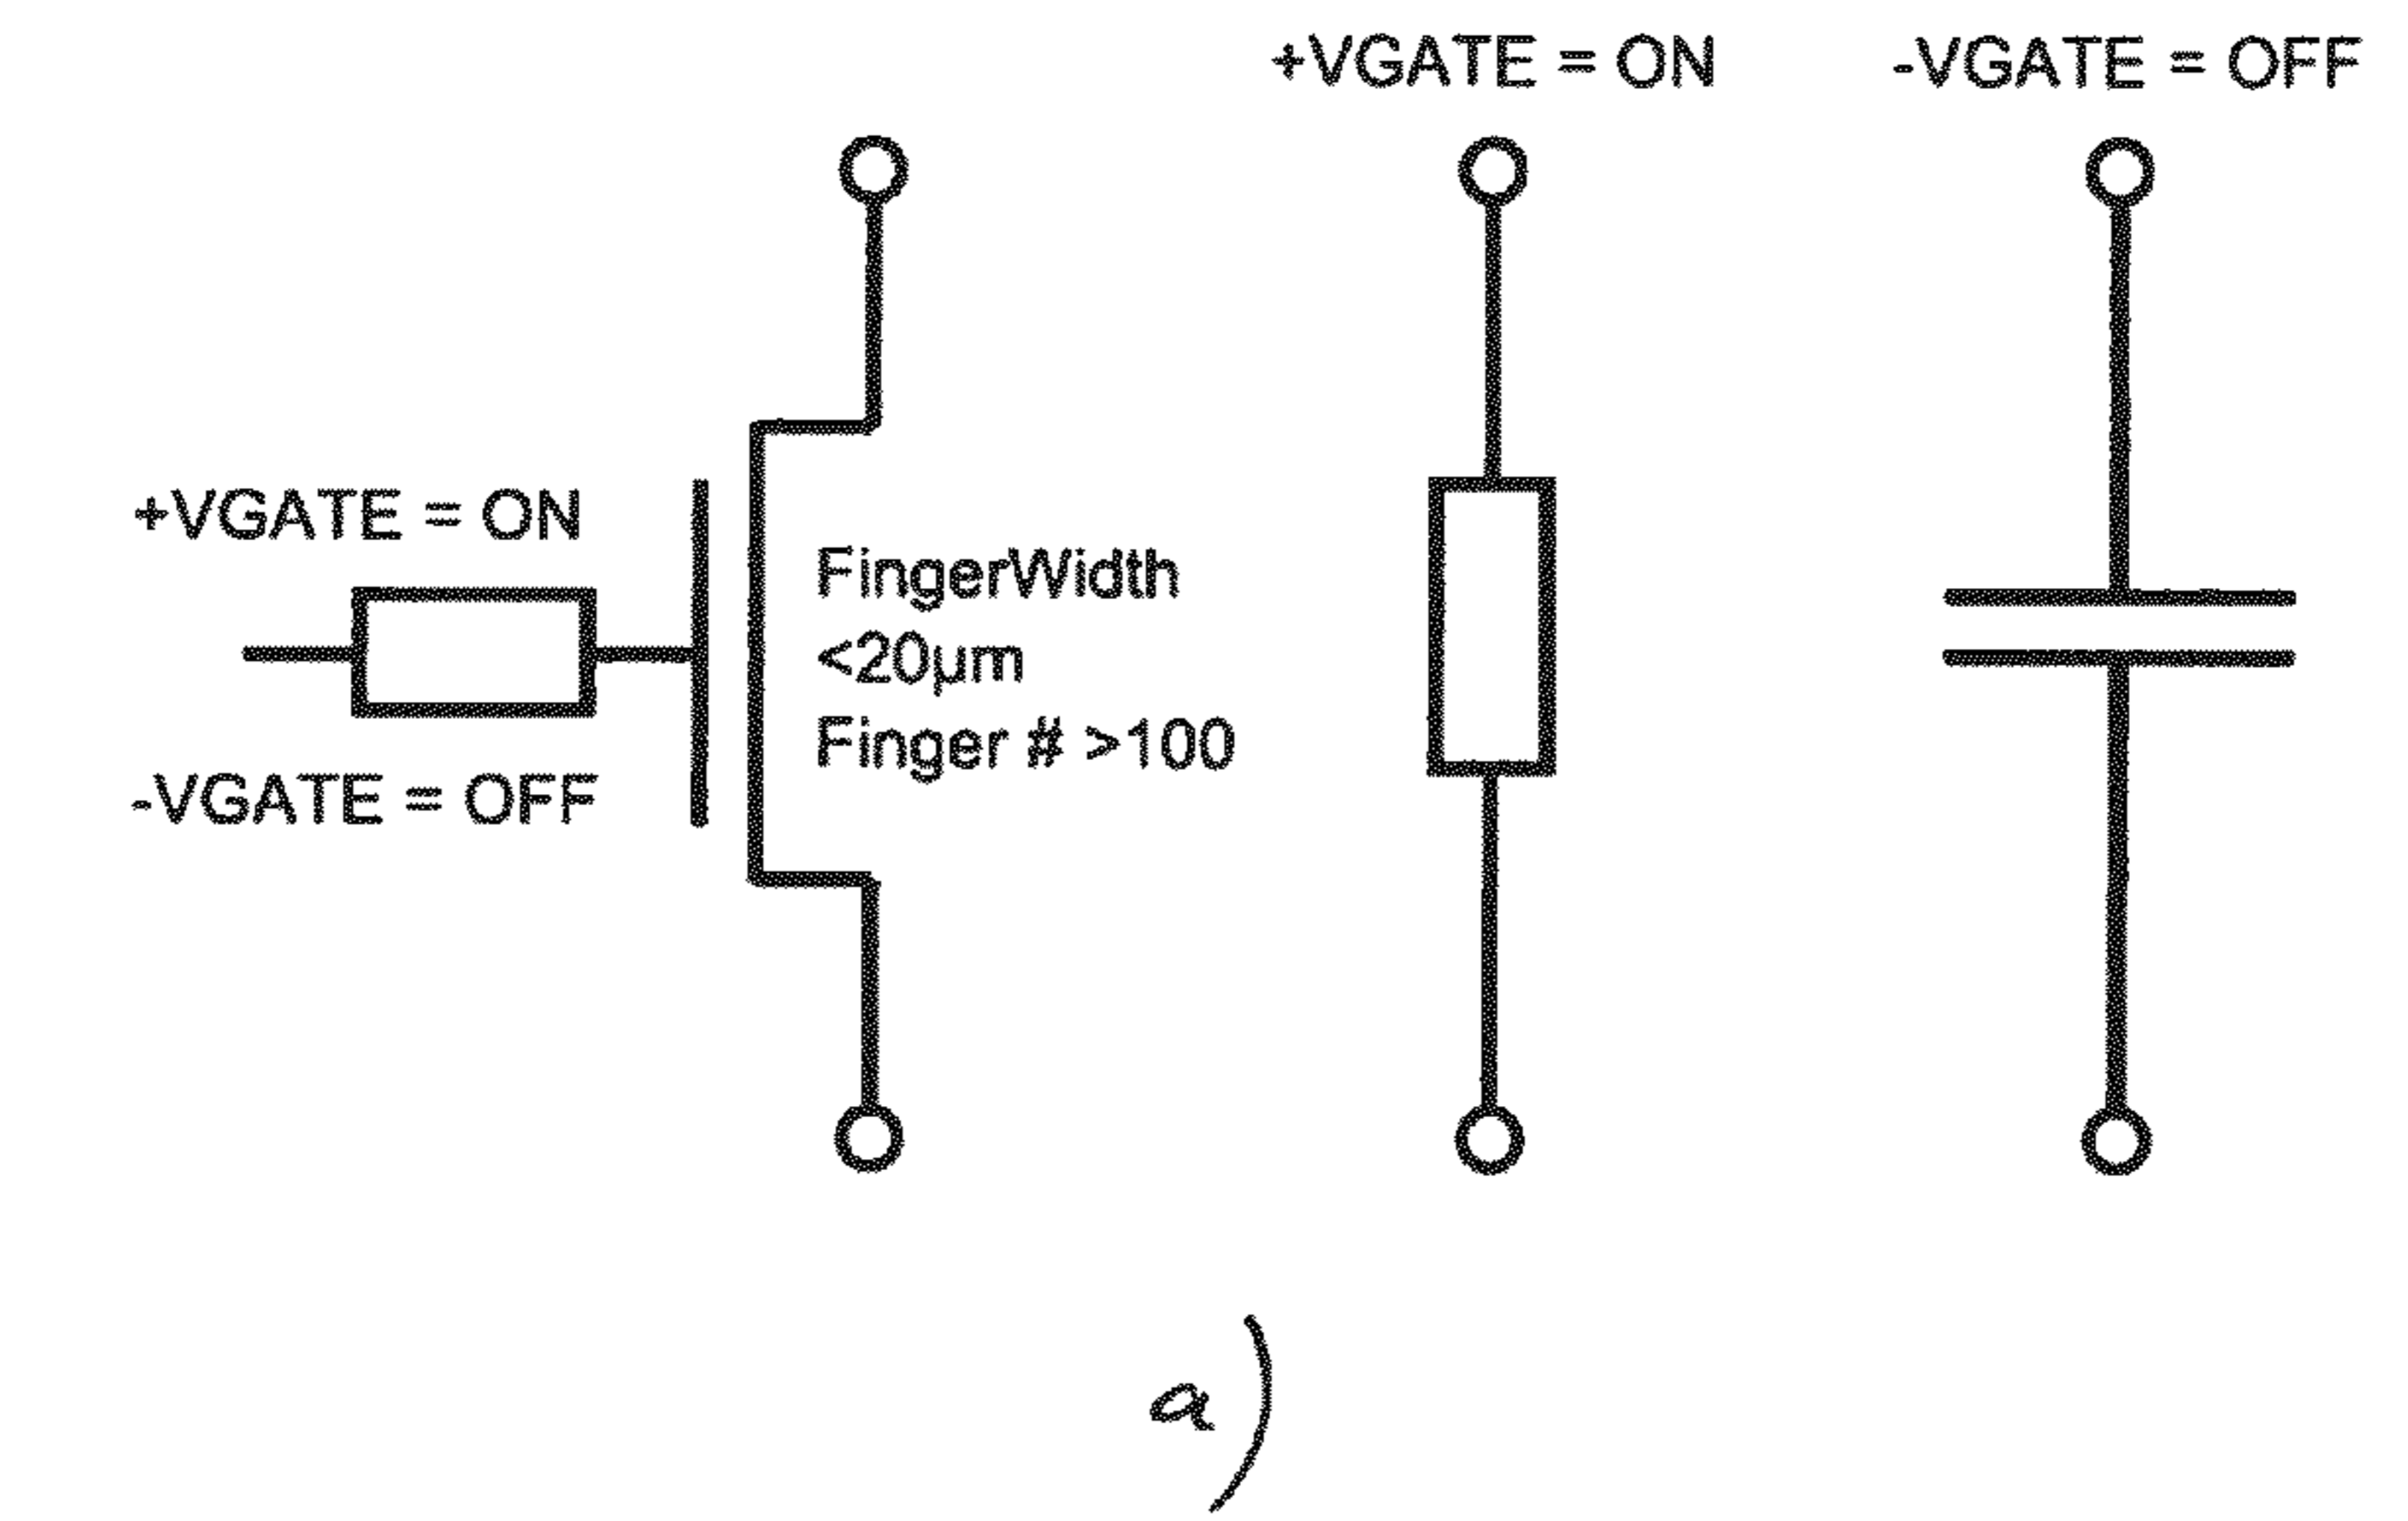 +VGATE = ON
-VGATE = OFF
+VGATE = ON
FingerWidth
<20µm
Finger # >100
-VGATE = OFF
a)